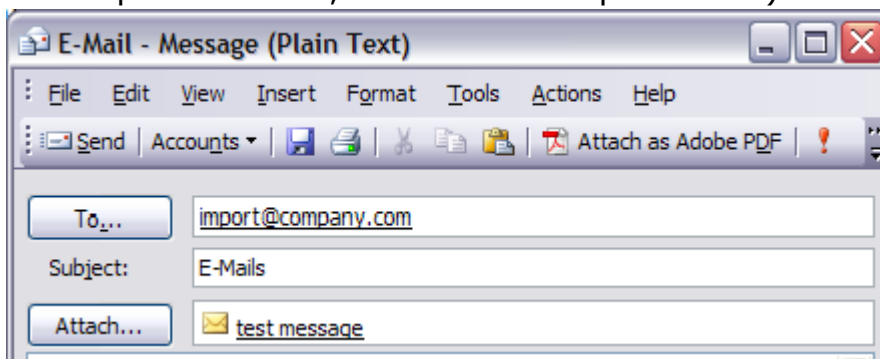 E-Mail - Message (Plain Text)
File Edit View Insert Format Tools Actions Help
Send Accounts Attach as Adobe PDF
To... import@company.com
Subject: E-Mails
Attach... test message